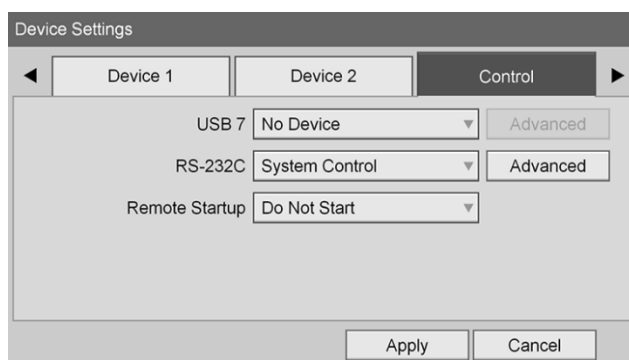 Device Settings
Device 1 Device 2 Control
USB 7 No Device Advanced
RS-232C System Control Advanced
Remote Startup Do Not Start
Apply Cancel